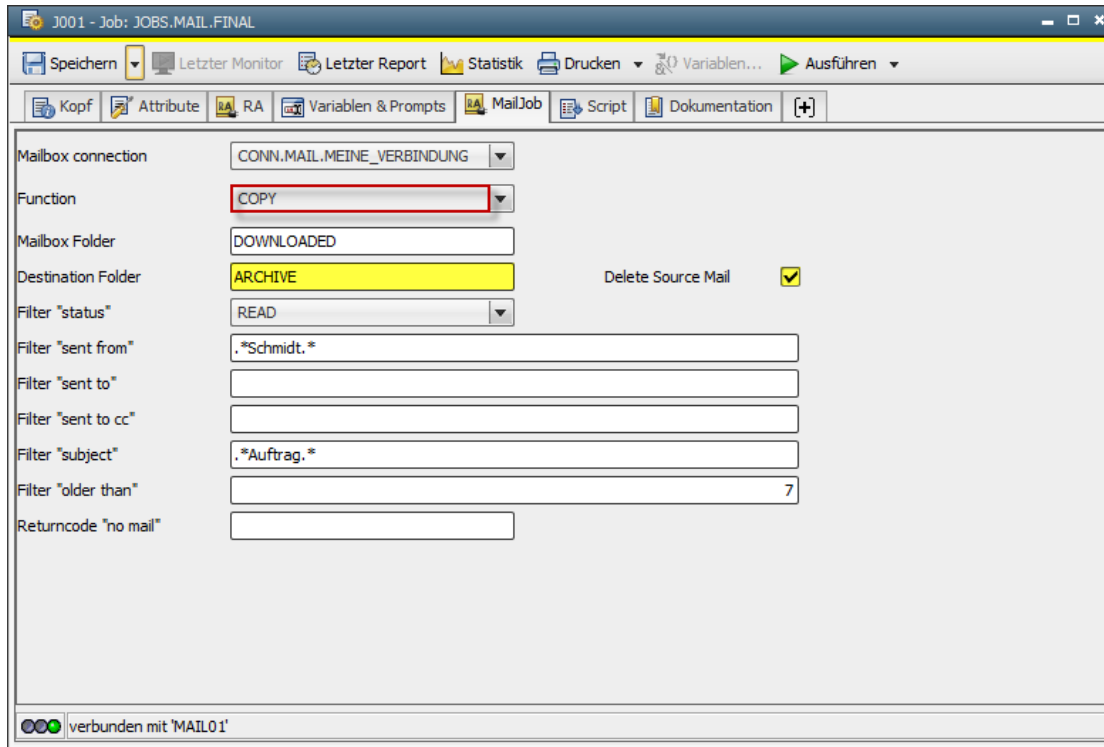 J001 - Job: JOBS.MAIL.FINAL
Speichern Letzter Monitor Letzter Report Statistik Drucken Variablen... Ausführen
Kopf Attribute RA RA Variablen & Prompts RA MailJob Script Dokumentation [+]
Mailbox connection CONN.MAIL.MEINE_VERBINDUNG
Function COPY
Mailbox Folder DOWNLOADED
Destination Folder ARCHIVE Delete Source Mail
Filter "status" READ
Filter "sent from" .*Schmidt.*
Filter "sent to"
Filter "sent to cc"
Filter "subject" .*Auftrag.*
Filter "older than" 7
Returncode "no mail"
verbunden mit 'MAIL01'